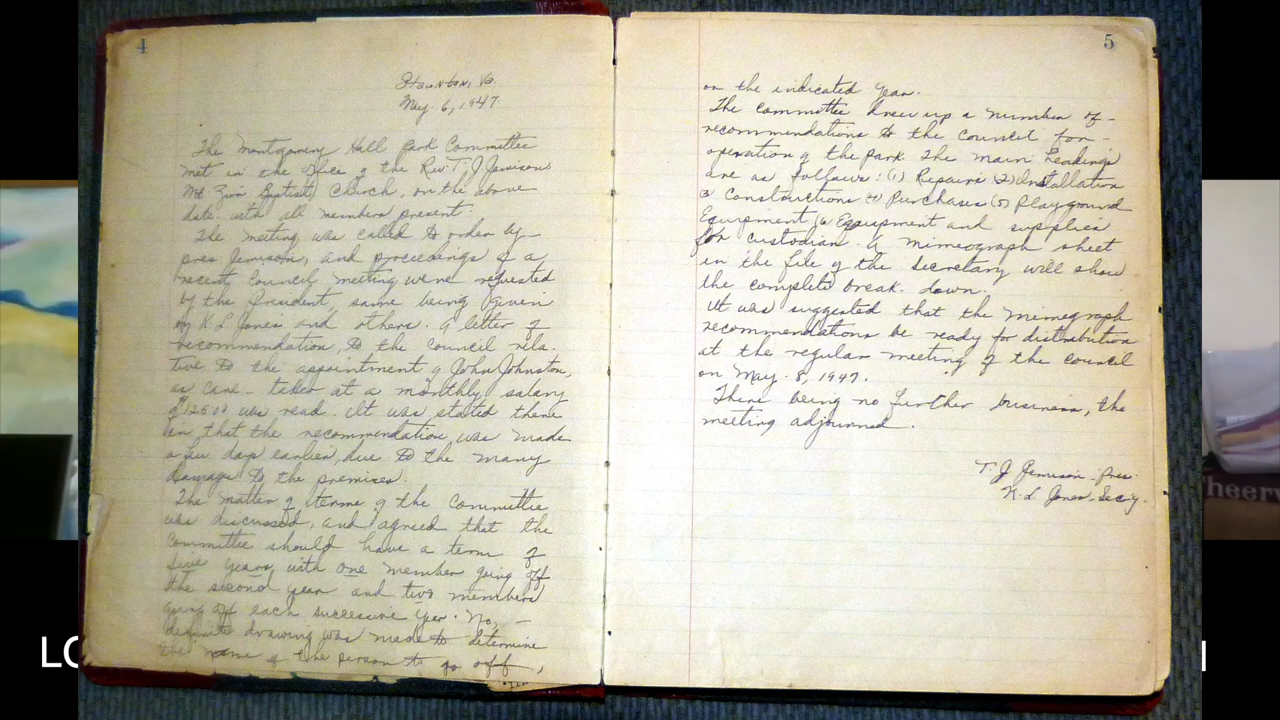 4
Staunton, Va.
May. 6, 1947.
The Montgomery Hall Park Committee
met in the office of the Rev. T. J. Jemisons
Mt Zion Baptist Church, on the above
date with all members present.
The meeting was called to order by
pres Jemison, and proceedings of a
recent Council meeting were requested
by the President, same being given
by K. L. Jones and others. A letter of
recommendation, to the council rela-
tive to the appointment of John Johnston,
as care-taker at a monthly salary
of $125.00 was read. It was stated there
in that the recommendation was made
a few days earlier, due to the many
damages to the premises.
The matter of terms of the Committee
was discussed, and agreed that the
committee should have a term of
five years, with one member going off
the second year and two members
going off each successive year. No, -
definite drawing was made to determine
the name of the person to go off,
5
on the indicated year.
The committee drew up a number of -
recommendations to the council for -
operation of the Park. The main headings
are as follows: (1) Repairs (2) Installation
(3) Constructions (4) Purchases (5) Playground
Equipment (6) Equipment and supplies
for custodian. A mimeograph sheet
in the file of the secretary will show
the complete break. down.
It was suggested that the mimegraph
recommendations be ready for distribution
at the regular meeting of the council
on May. 8, 1947.
There being no further business, the
meeting adjourned.
T. J. Jemison - Pres.
K. L. Jones - Sec'y.
LO
heer